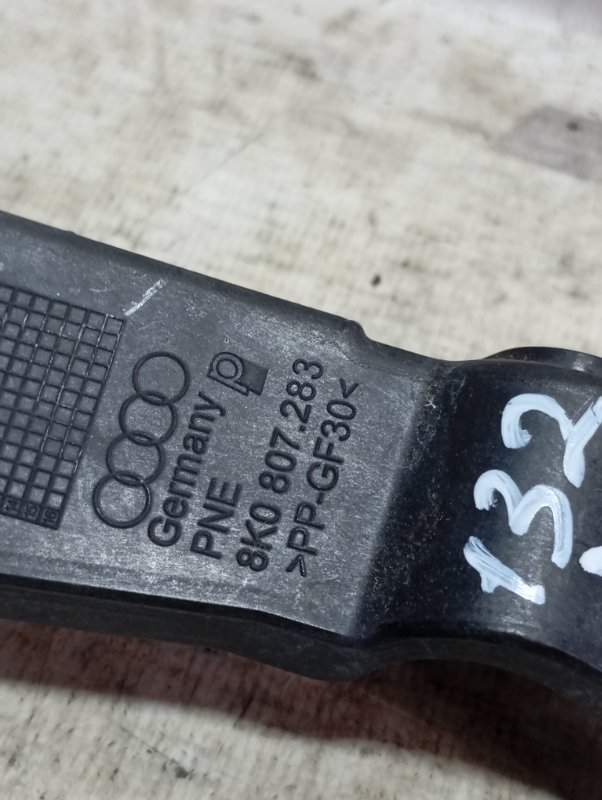 Germany
PNE
8K0 807.283
>PP-GF30<
132